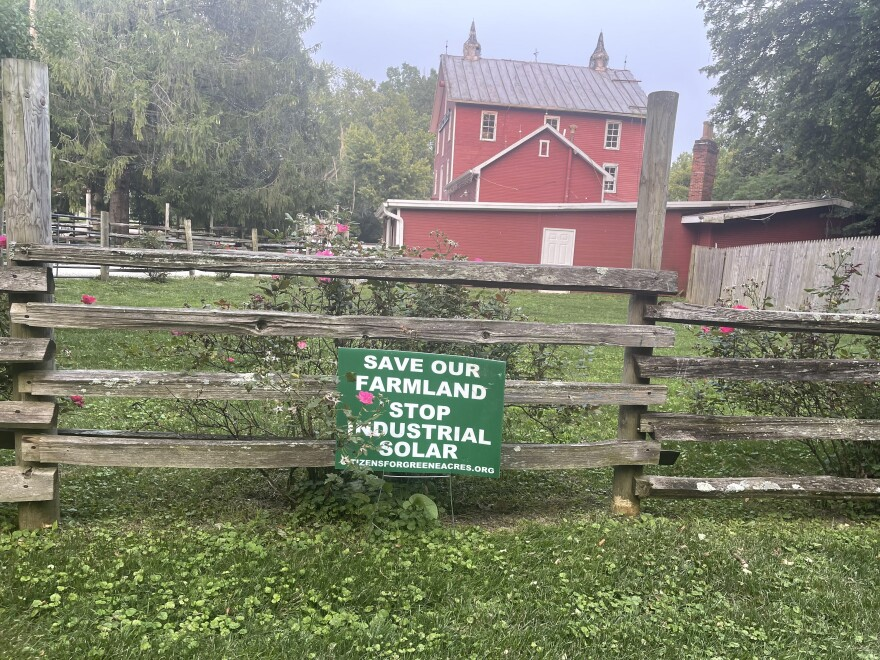 SAVE OUR
FARMLAND
STOP
INDUSTRIAL
SOLAR
CITIZENSFORGREENEACRES.ORG